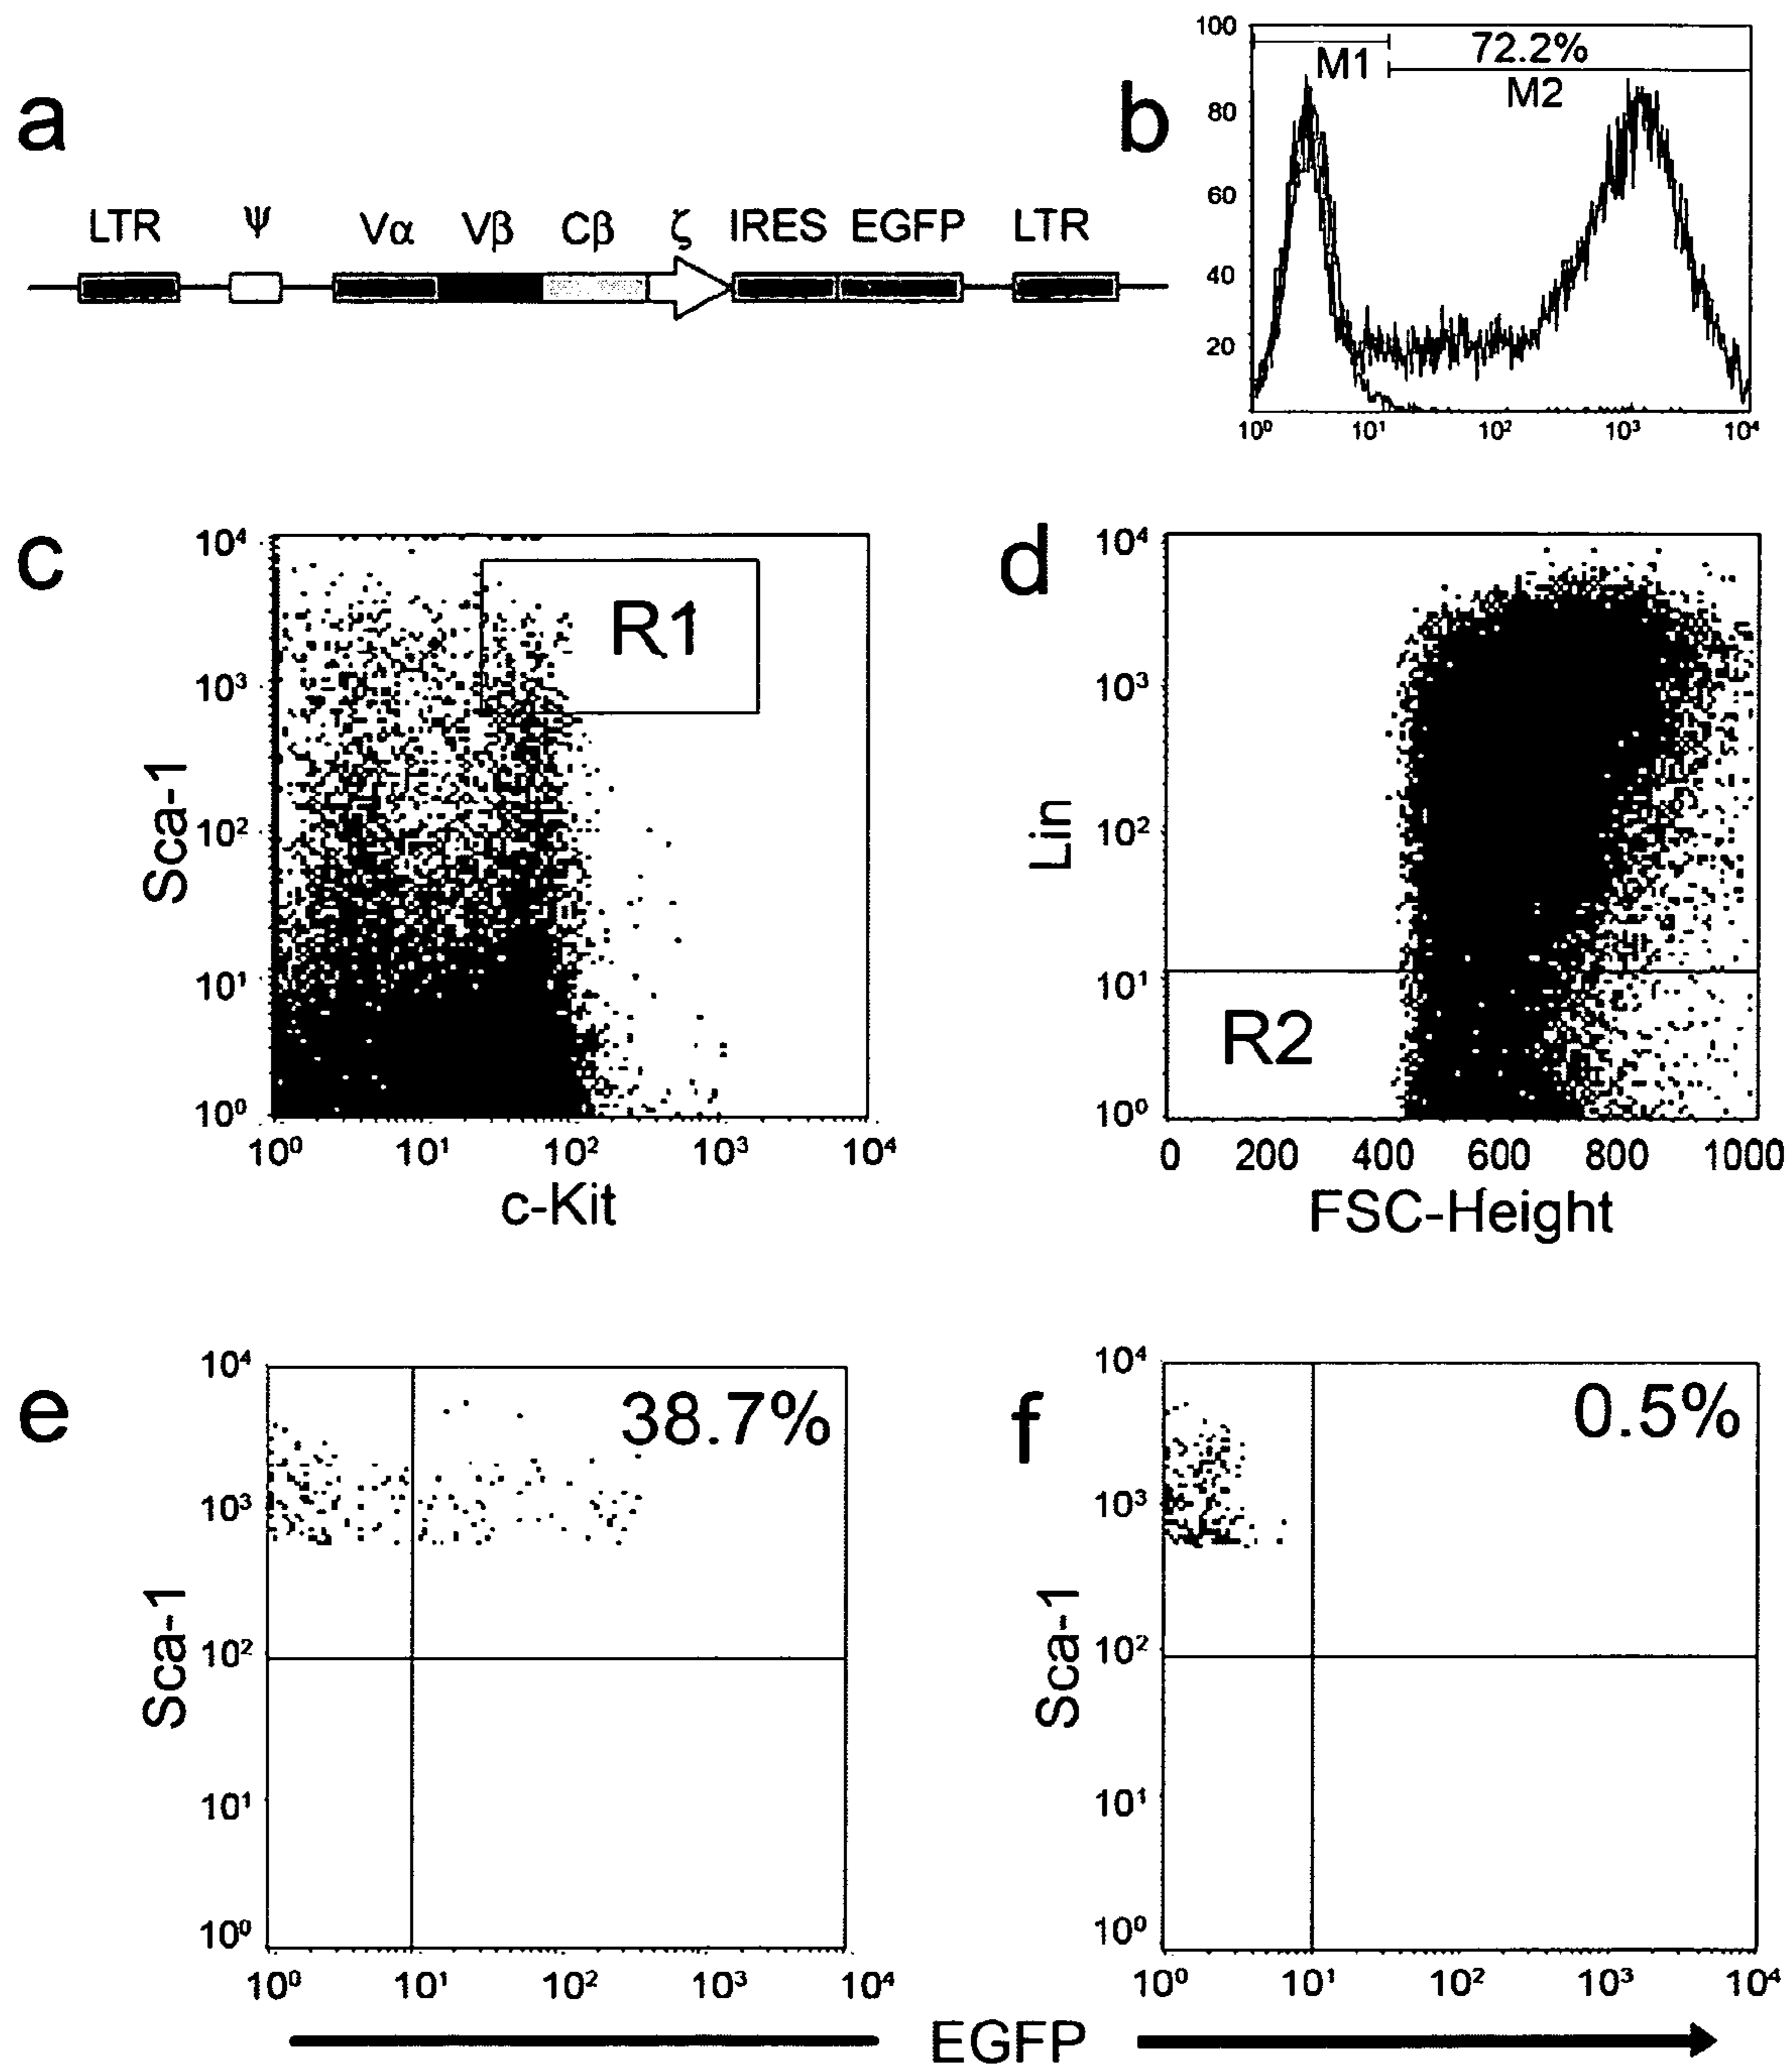 a
LTR ψ Vα Vβ Cβ ζ IRES EGFP LTR
b
100
80
60
40
20
M1
72.2%
M2
10⁰ 10¹ 10² 10³ 10⁴
c
Sca-1
10⁴
10³
10²
10¹
10⁰
R1
10⁰ 10¹ 10² 10³ 10⁴
c-Kit
d
Lin
10⁴
10³
10²
10¹
10⁰
R2
0 200 400 600 800 1000
FSC-Height
e
Sca-1
10⁴
10³
10²
10¹
10⁰
38.7%
10⁰ 10¹ 10² 10³ 10⁴
f
Sca-1
10⁴
10³
10²
10¹
10⁰
0.5%
10⁰ 10¹ 10² 10³ 10⁴
EGFP